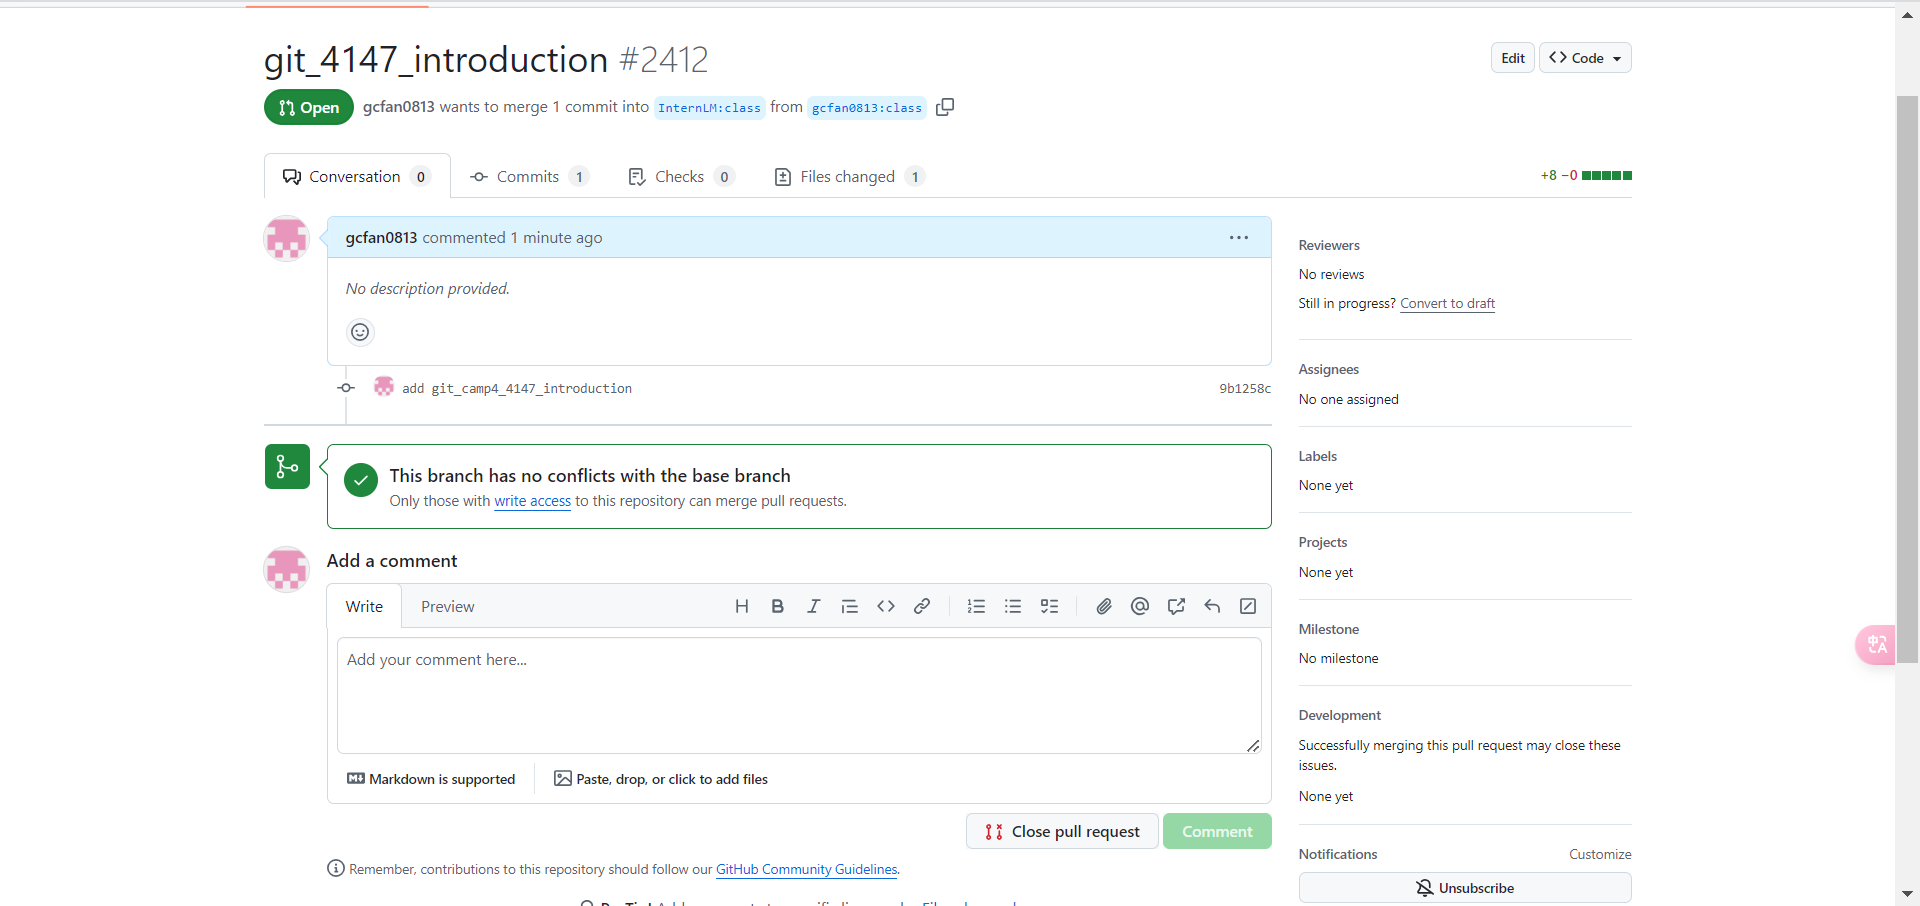 git_4147_introduction #2412
Edit
Code
Open
gcfan0813 wants to merge 1 commit into InternLM:class from gcfan0813:class
Conversation 0
Commits 1
Checks 0
Files changed 1
+8 −0
gcfan0813 commented 1 minute ago
No description provided.
add git_camp4_4147_introduction
9b1258c
This branch has no conflicts with the base branch
Only those with write access to this repository can merge pull requests.
Add a comment
Write
Preview
Add your comment here...
Markdown is supported
Paste, drop, or click to add files
Close pull request
Comment
Remember, contributions to this repository should follow our GitHub Community Guidelines.
Reviewers
No reviews
Still in progress? Convert to draft
Assignees
No one assigned
Labels
None yet
Projects
None yet
Milestone
No milestone
Development
Successfully merging this pull request may close these
issues.
None yet
Notifications
Customize
Unsubscribe